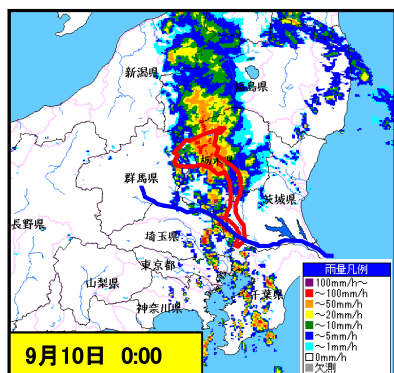 新潟県
福島県
栃木県
群馬県
茨城県
長野県
埼玉県
東京都
山梨県
千葉県
神奈川県
雨量凡例
100mm/h～
～100mm/h
～50mm/h
～20mm/h
～10mm/h
～5mm/h
～1mm/h
0mm/h
欠測
9月10日 0:00